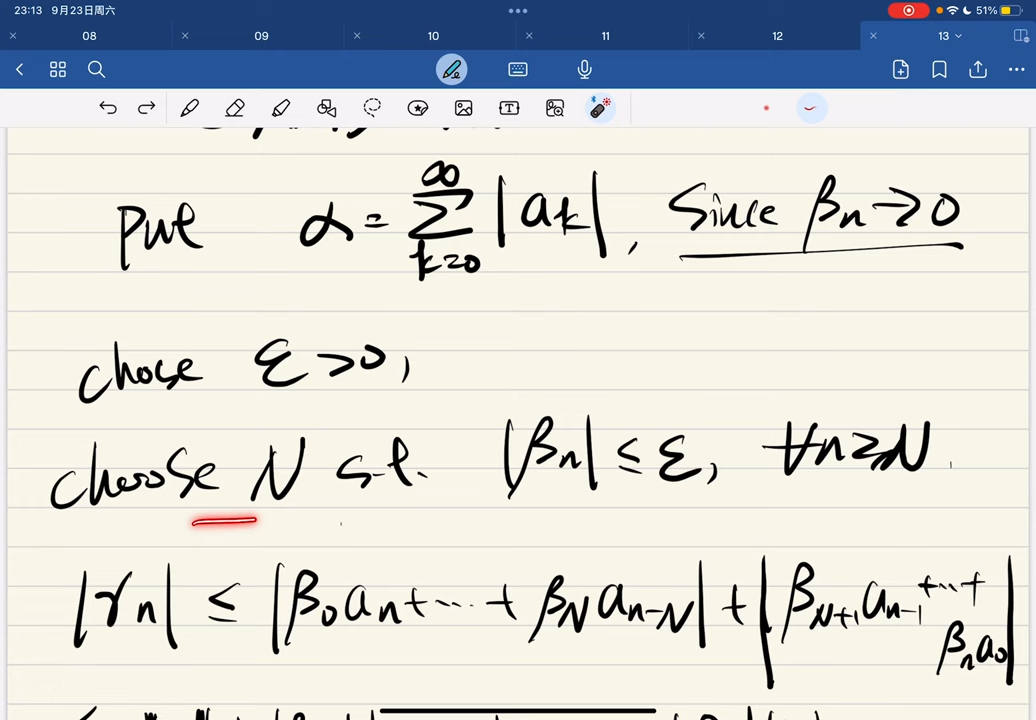 23:13 9月23日周六 51%
08 09 10 11 12 13
put α = ∑_{k=0}^{∞} |a_k|, Since β_n → 0
chose ε > 0,
choose N s.t. |β_n| ≤ ε, ∀n ≥ N.
|γ_n| ≤ |β_0 a_n + ⋯ + β_N a_{n-N}| + |β_{N+1} a_{n-1} + ⋯ + β_n a_0|